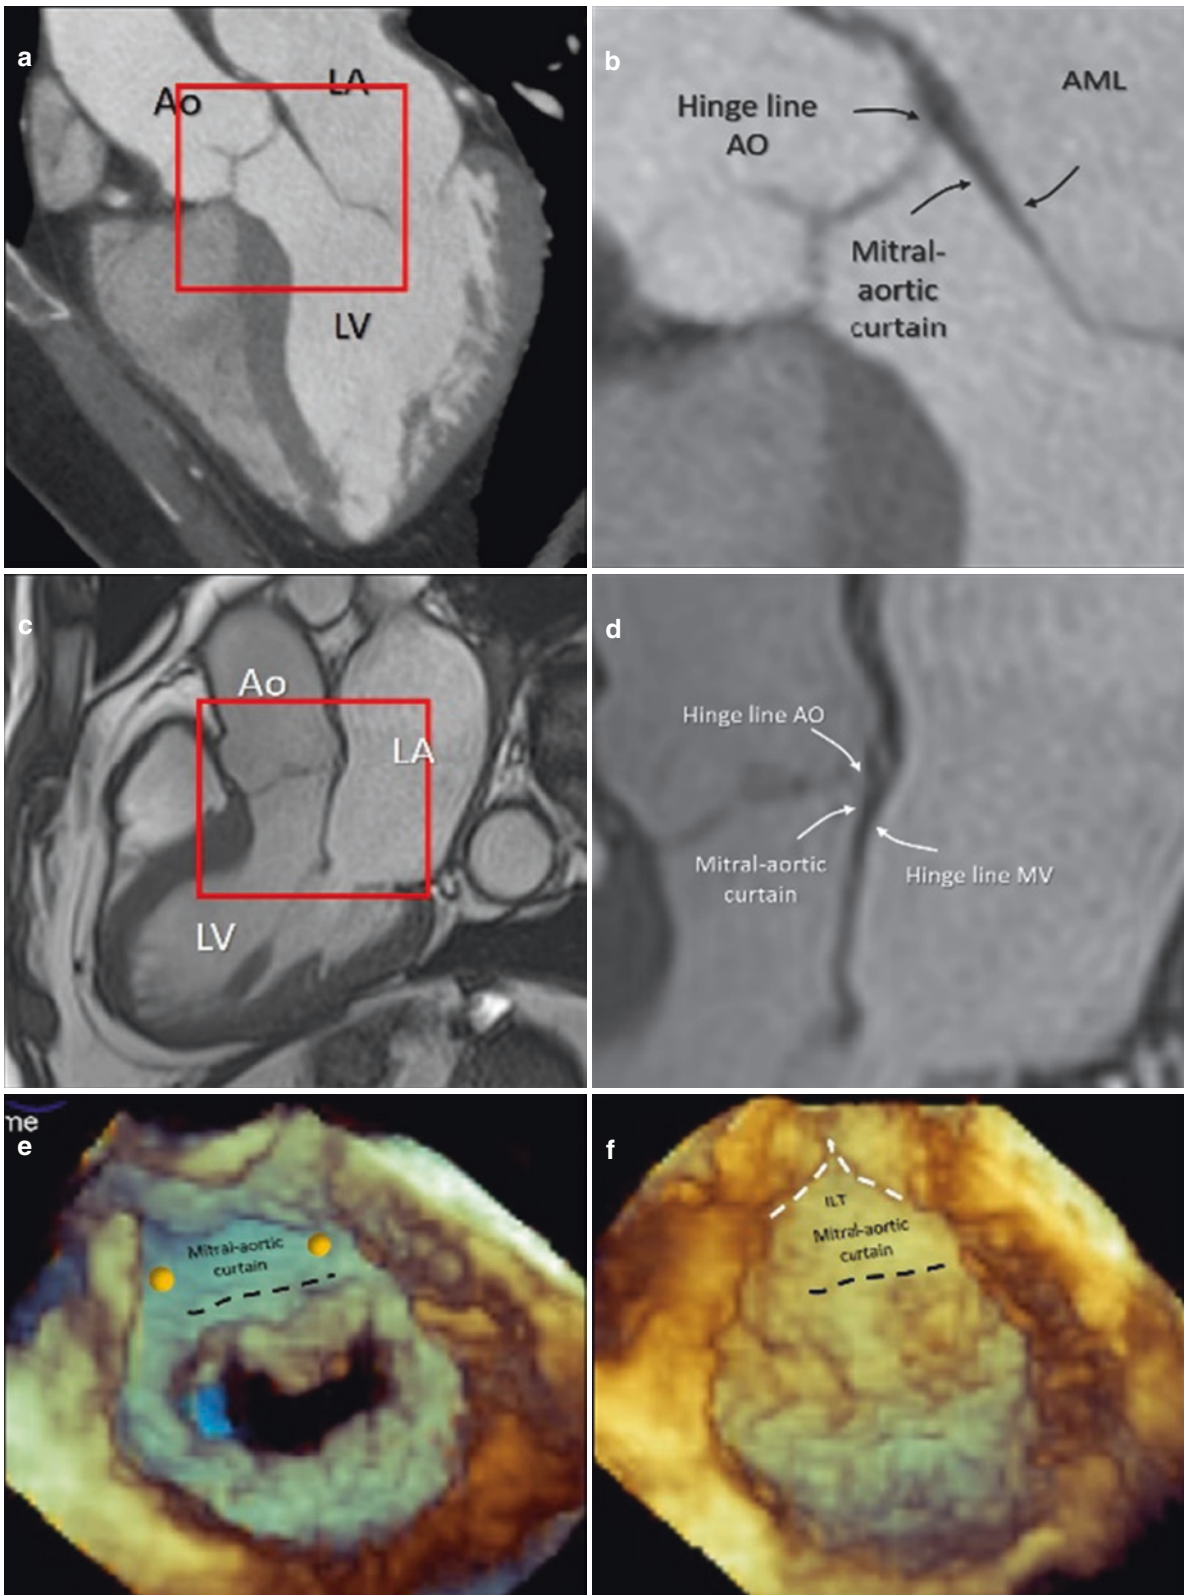 a
Ao
LA
LV
b
Hinge line
AO
AML
Mitral-
aortic
curtain
c
Ao
LA
LV
d
Hinge line AO
Mitral-aortic
curtain
Hinge line MV
me
e
Mitral-aortic
curtain
f
ILT
Mitral-aortic
curtain